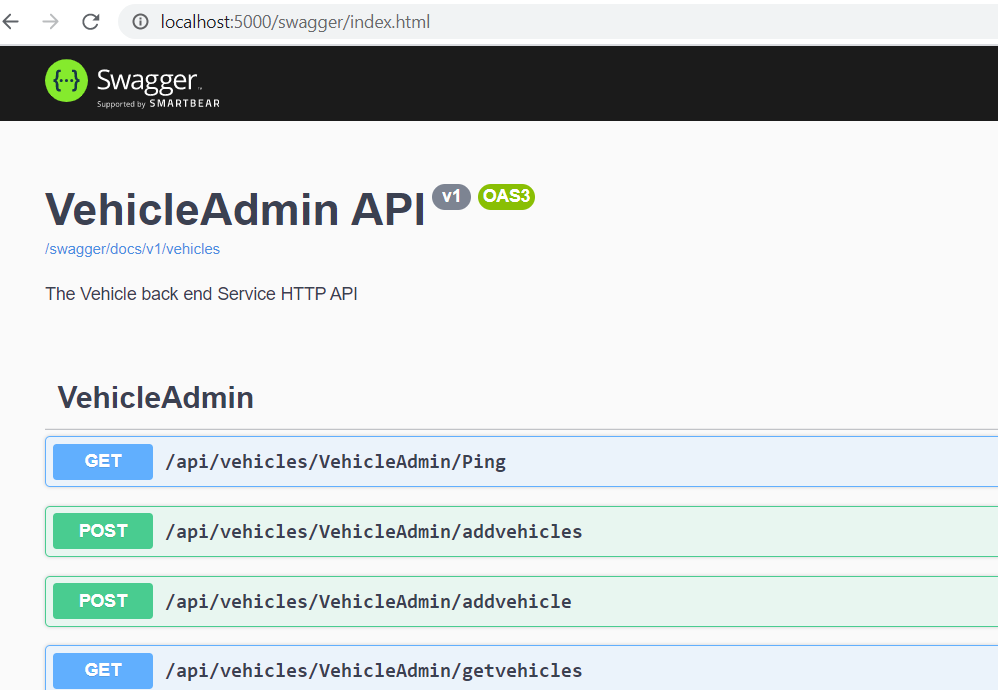 localhost:5000/swagger/index.html
{···} Swagger™
Supported by SMARTBEAR
VehicleAdmin API v1 OAS3
/swagger/docs/v1/vehicles
The Vehicle back end Service HTTP API
VehicleAdmin
GET /api/vehicles/VehicleAdmin/Ping
POST /api/vehicles/VehicleAdmin/addvehicles
POST /api/vehicles/VehicleAdmin/addvehicle
GET /api/vehicles/VehicleAdmin/getvehicles